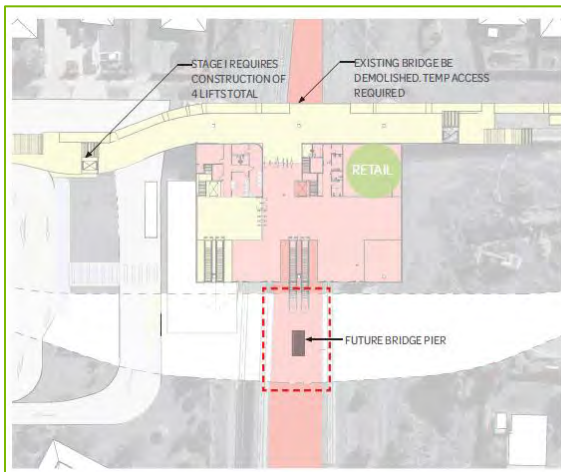 STAGE I REQUIRES
CONSTRUCTION OF
4 LIFTS TOTAL
EXISTING BRIDGE BE
DEMOLISHED. TEMP ACCESS
REQUIRED
RETAIL
FUTURE BRIDGE PIER